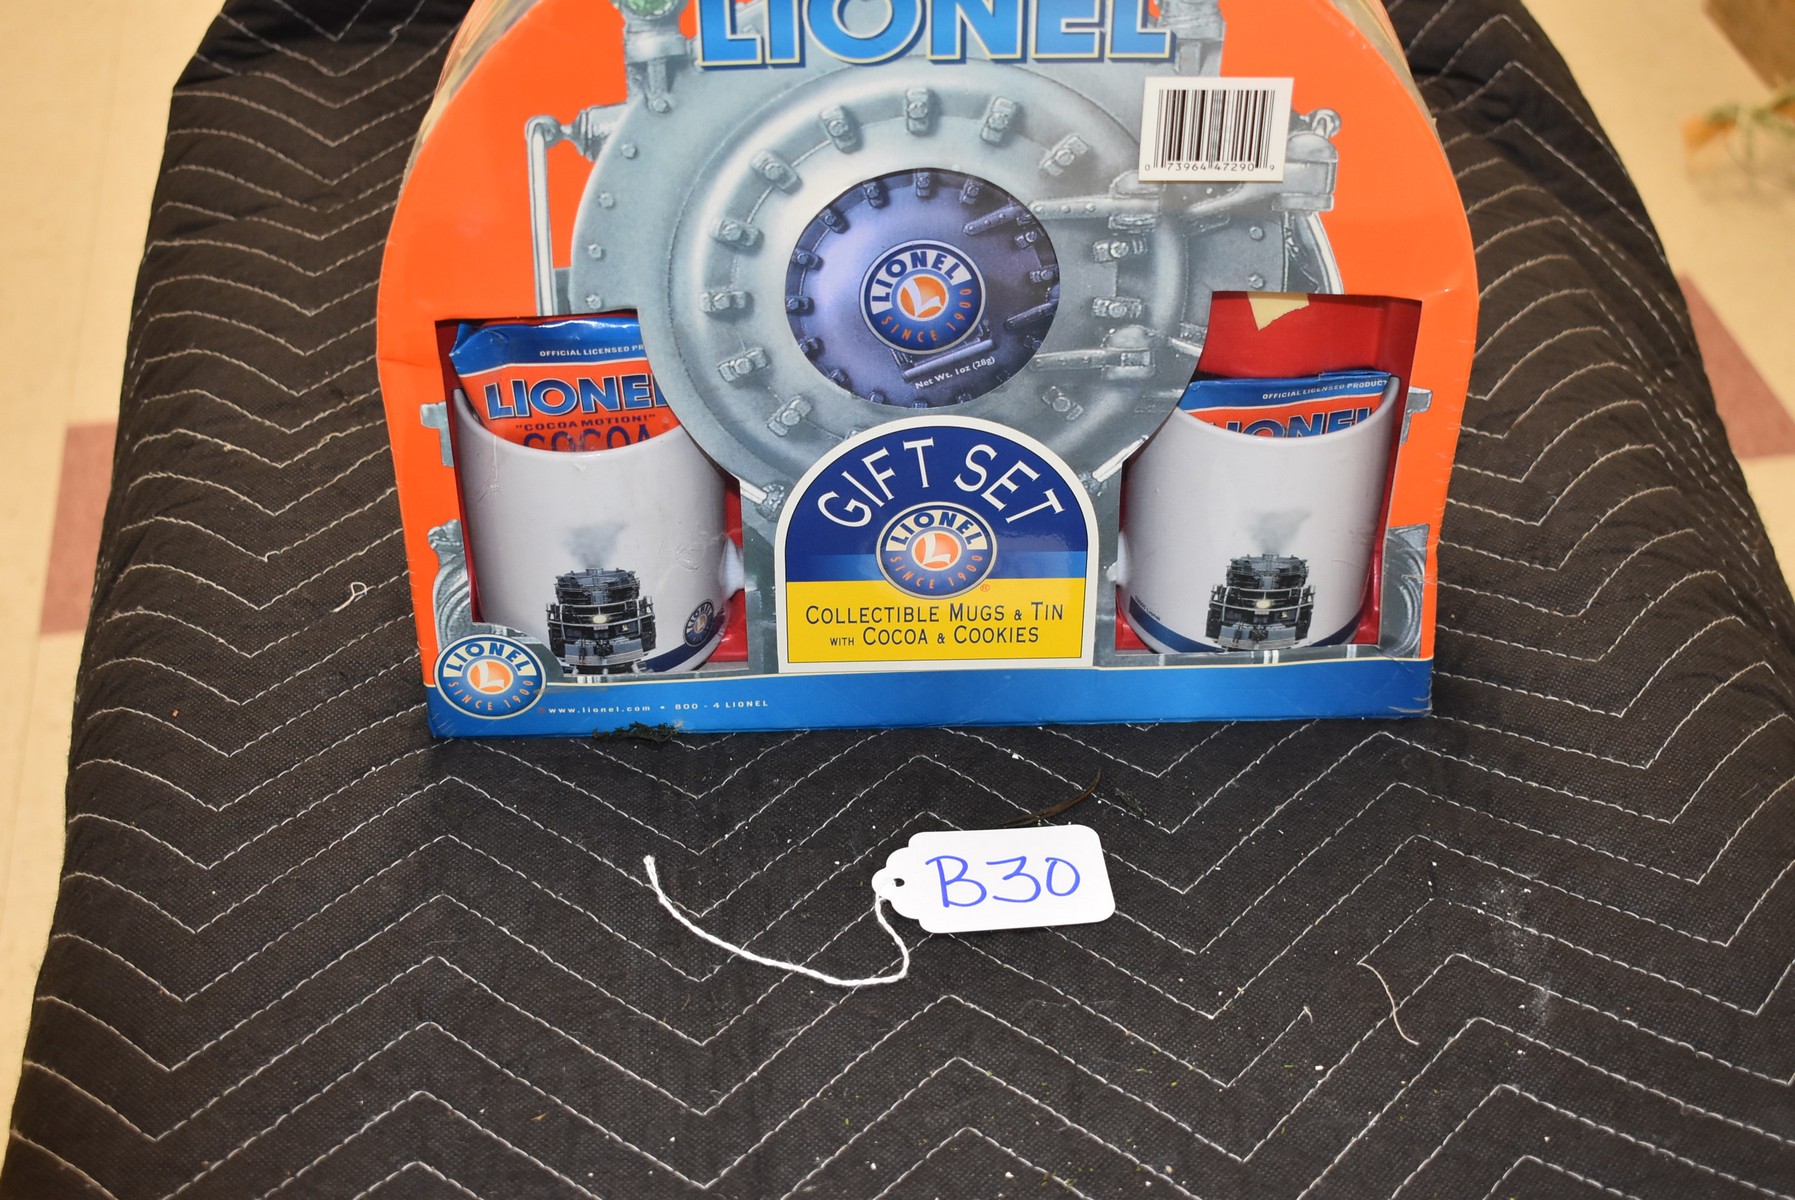 LIONEL
0 73964 47290 9
LIONEL
SINCE 1900
Net Wt. 1oz (28g)
OFFICIAL LICENSED
LIONEL
"COCOAMOTION!"
COCOA
OFFICIAL LICENSED PRODUCT
LIONEL
GIFT SET
LIONEL
SINCE 1900
®
COLLECTIBLE MUGS & TIN
WITH COCOA & COOKIES
LIONEL
SINCE 1900
www.lionel.com • 800 - 4 LIONEL
B30